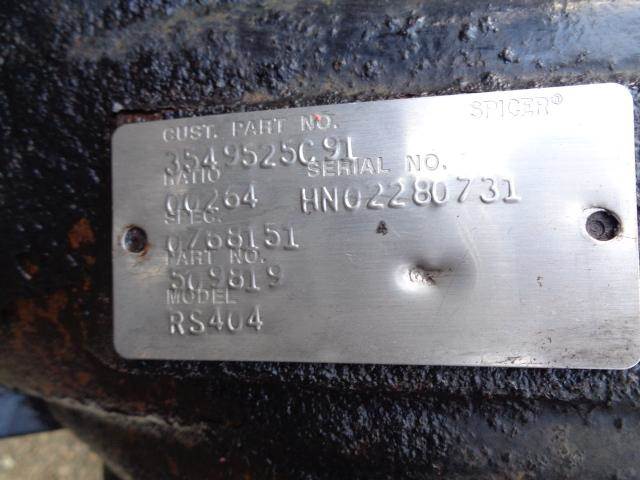 SPICER®
CUST. PART NO.
3549525C91
RATIO SERIAL NO.
00264 HN02280731
SPEC.
0768151
PART NO.
509819
MODEL
RS404